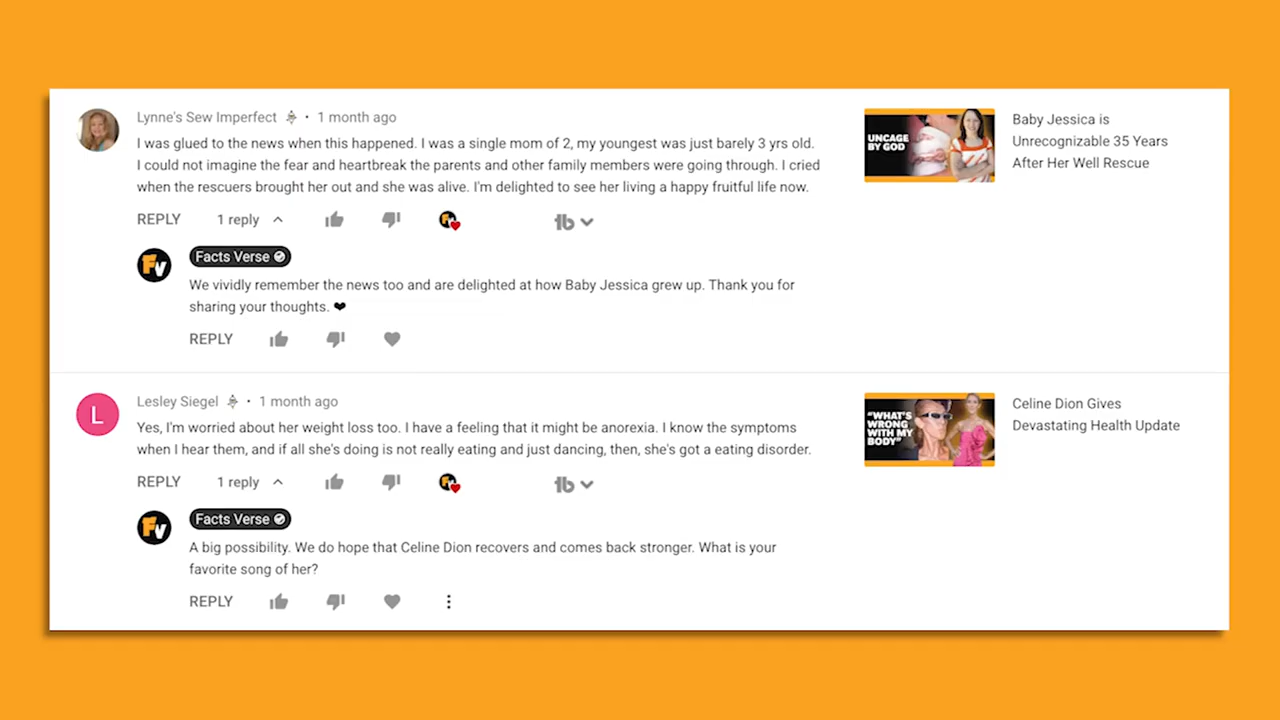 Lynne's Sew Imperfect • 1 month ago
I was glued to the news when this happened. I was a single mom of 2, my youngest was just barely 3 yrs old.
I could not imagine the fear and heartbreak the parents and other family members were going through. I cried
when the rescuers brought her out and she was alive. I'm delighted to see her living a happy fruitful life now.
REPLY 1 reply
UNCAGE
BY GOD
Baby Jessica is
Unrecognizable 35 Years
After Her Well Rescue
FV
Facts Verse
We vividly remember the news too and are delighted at how Baby Jessica grew up. Thank you for
sharing your thoughts. ❤
REPLY
L
Lesley Siegel • 1 month ago
Yes, I'm worried about her weight loss too. I have a feeling that it might be anorexia. I know the symptoms
when I hear them, and if all she's doing is not really eating and just dancing, then, she's got a eating disorder.
REPLY 1 reply
"WHAT'S
WRONG
WITH MY
BODY"
Celine Dion Gives
Devastating Health Update
FV
Facts Verse
A big possibility. We do hope that Celine Dion recovers and comes back stronger. What is your
favorite song of her?
REPLY